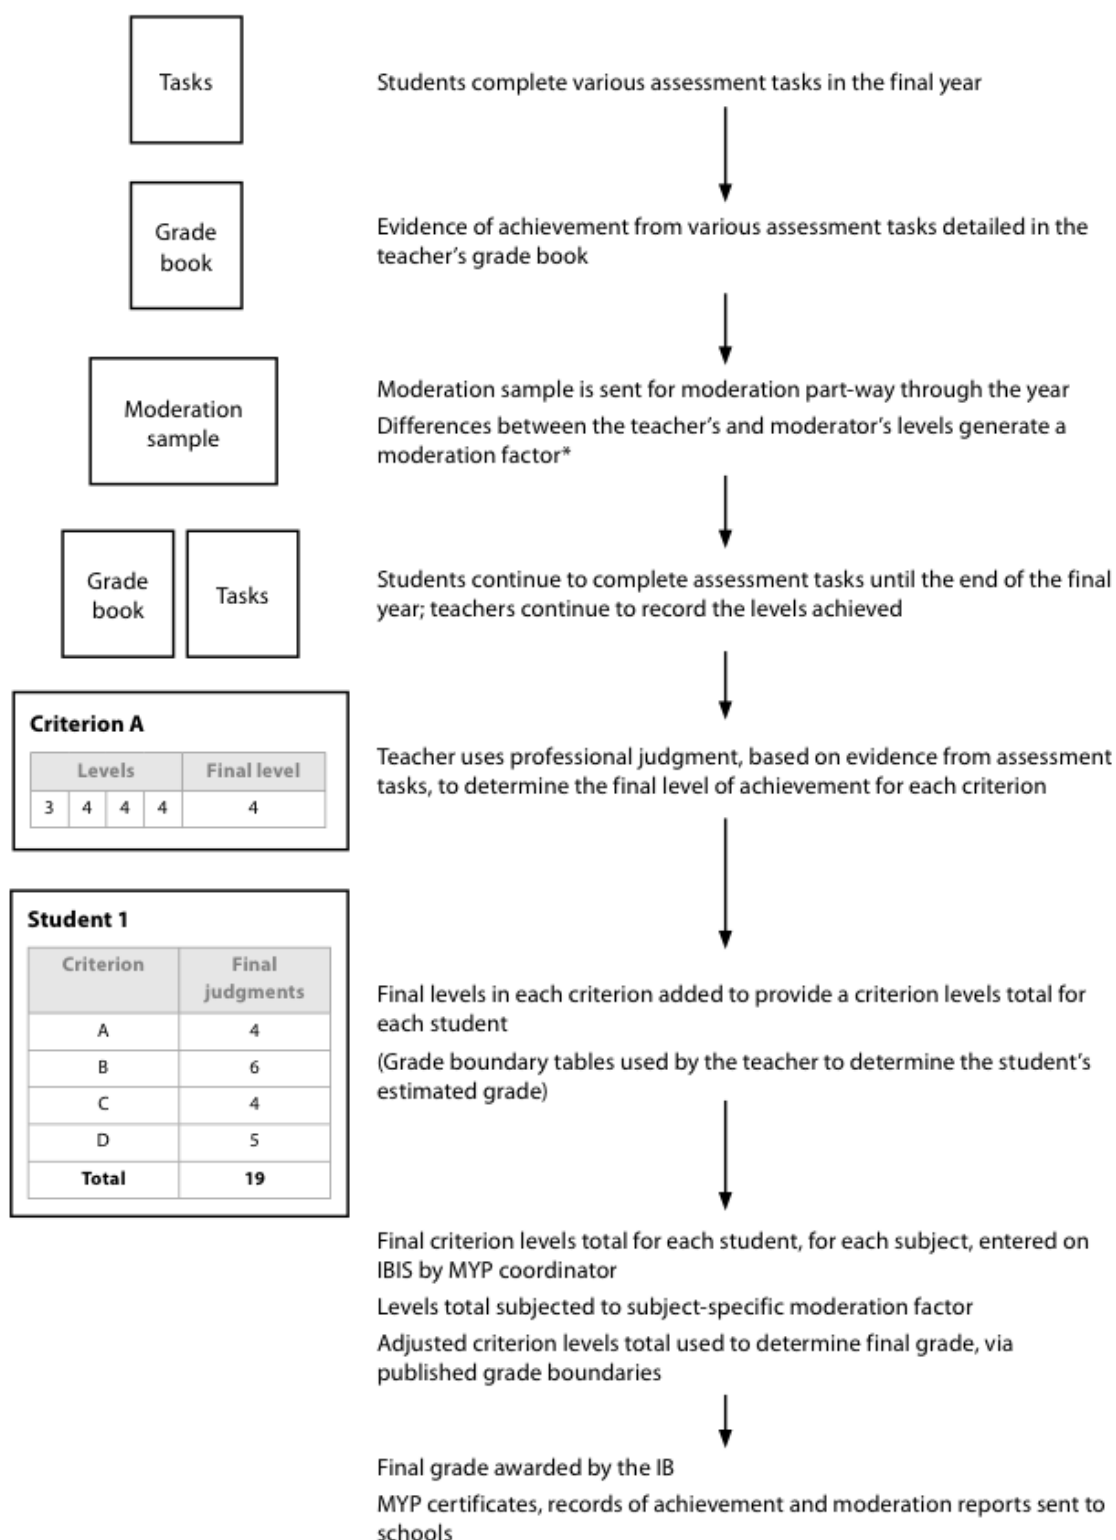 Tasks
Students complete various assessment tasks in the final year
Grade
book
Evidence of achievement from various assessment tasks detailed in the
teacher's grade book
Moderation
sample
Moderation sample is sent for moderation part-way through the year
Differences between the teacher's and moderator's levels generate a
moderation factor*
Grade
book
Tasks
Students continue to complete assessment tasks until the end of the final
year; teachers continue to record the levels achieved
Criterion A
Levels Final level
3 4 4 4 4
Teacher uses professional judgment, based on evidence from assessment
tasks, to determine the final level of achievement for each criterion
Student 1
Criterion Final
judgments
A 4
B 6
C 4
D 5
Total 19
Final levels in each criterion added to provide a criterion levels total for
each student
(Grade boundary tables used by the teacher to determine the student's
estimated grade)
Final criterion levels total for each student, for each subject, entered on
IBIS by MYP coordinator
Levels total subjected to subject-specific moderation factor
Adjusted criterion levels total used to determine final grade, via
published grade boundaries
Final grade awarded by the IB
MYP certificates, records of achievement and moderation reports sent to
schools